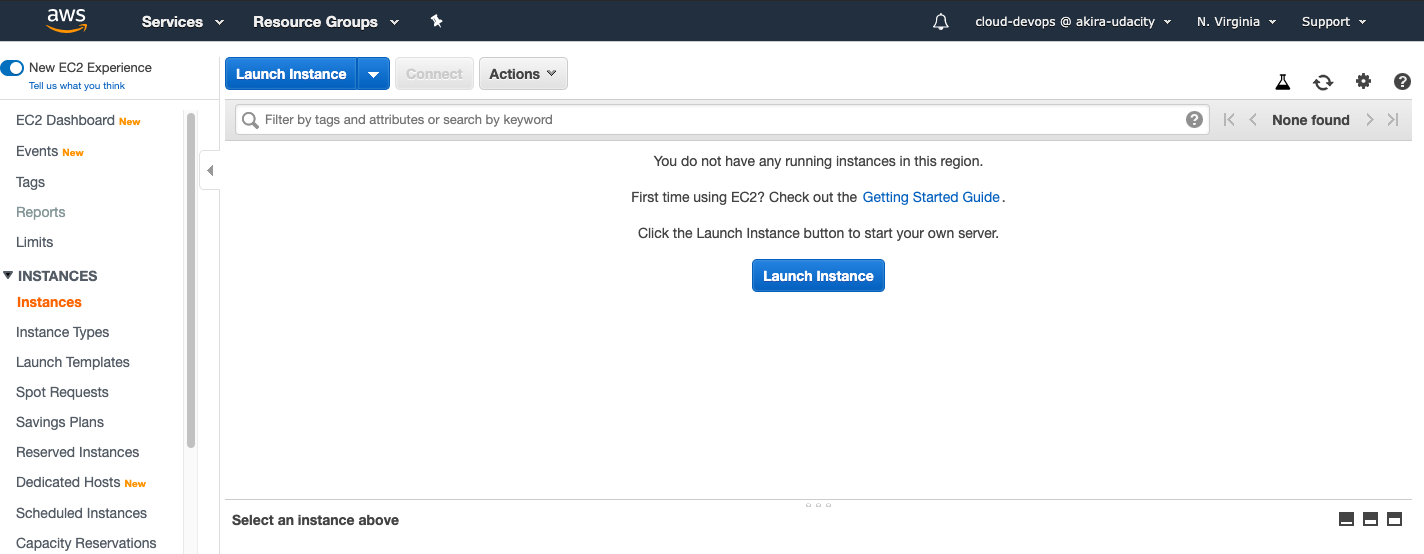 aws Services Resource Groups cloud-devops @ akira-udacity N. Virginia Support
New EC2 Experience
Tell us what you think
EC2 Dashboard New
Events New
Tags
Reports
Limits
INSTANCES
Instances
Instance Types
Launch Templates
Spot Requests
Savings Plans
Reserved Instances
Dedicated Hosts New
Scheduled Instances
Capacity Reservations
Launch Instance Connect Actions
Filter by tags and attributes or search by keyword ? None found
You do not have any running instances in this region.
First time using EC2? Check out the Getting Started Guide.
Click the Launch Instance button to start your own server.
Launch Instance
Select an instance above